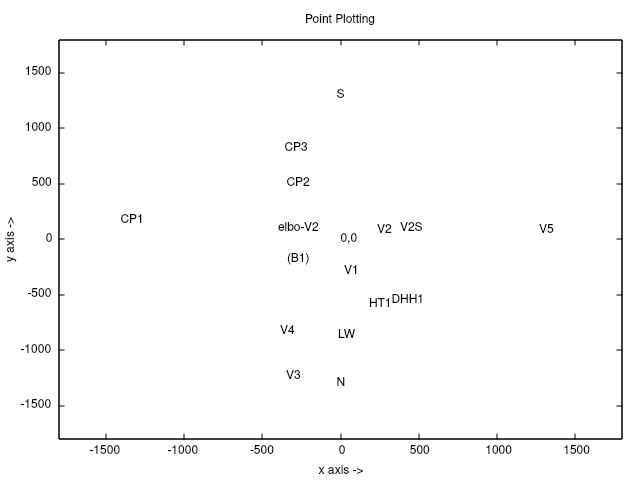 Point Plotting
1500
S
1000
CP3
500
CP2
CP1
elbo-V2
V2
V2S
V5
0
0,0
(B1)
V1
-500
HT1
DHH1
V4
LW
-1000
V3
N
-1500
-1500
-1000
-500
0
500
1000
1500
x axis ->
y axis ->